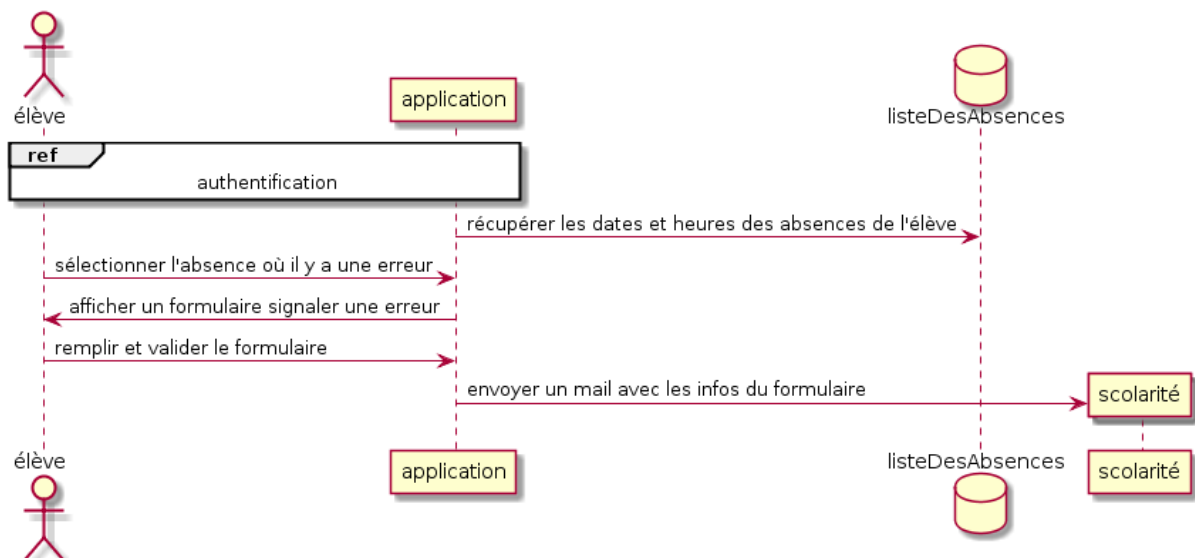 élève
application
listeDesAbsences
ref
authentification
récupérer les dates et heures des absences de l'élève
sélectionner l'absence où il y a une erreur
afficher un formulaire signaler une erreur
remplir et valider le formulaire
envoyer un mail avec les infos du formulaire
scolarité
élève
application
listeDesAbsences
scolarité